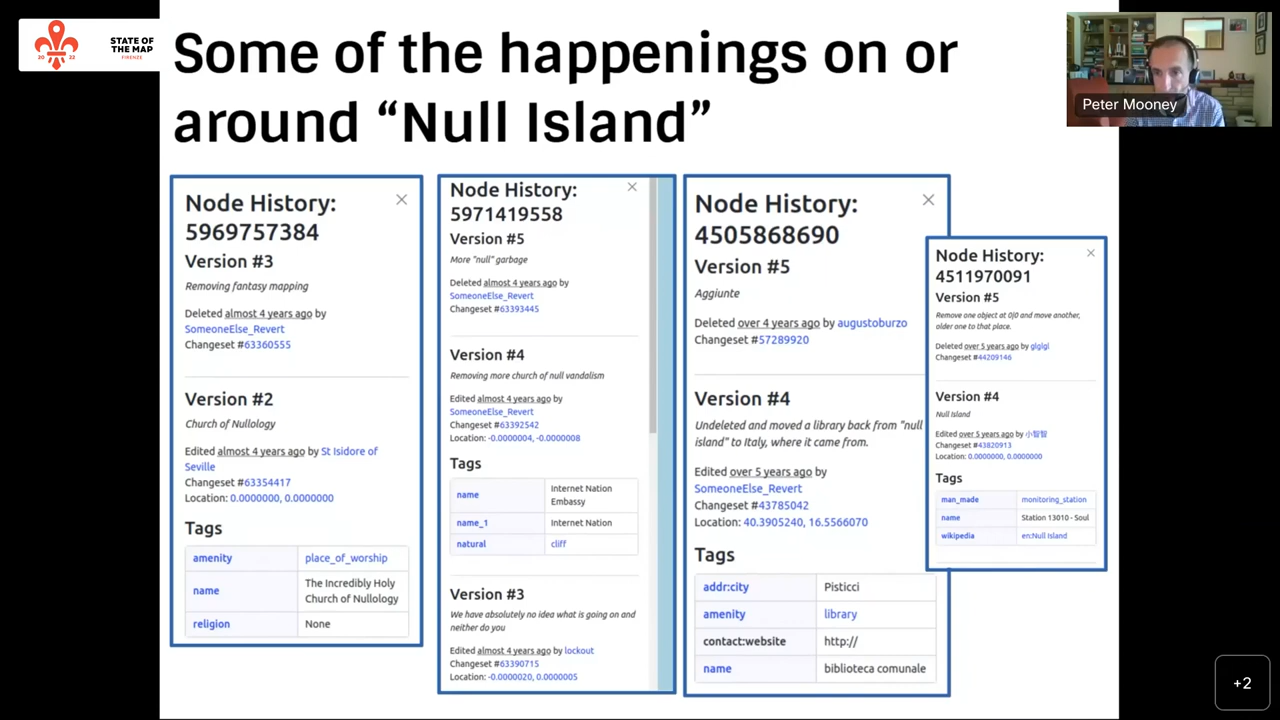 STATE OF
THE MAP
FIRENZE
20 22
Some of the happenings on or
around “Null Island”
Peter Mooney
Node History:
5969757384
Version #3
Removing fantasy mapping
Deleted almost 4 years ago by
SomeoneElse_Revert
Changeset #63360555
Version #2
Church of Nullology
Edited almost 4 years ago by St Isidore of
Seville
Changeset #63354417
Location: 0.0000000, 0.0000000
Tags
amenity place_of_worship
name The Incredibly Holy
Church of Nullology
religion None
Node History:
5971419558
Version #5
More "null" garbage
Deleted almost 4 years ago by
SomeoneElse_Revert
Changeset #63393445
Version #4
Removing more church of null vandalism
Edited almost 4 years ago by
SomeoneElse_Revert
Changeset #63392542
Location: -0.0000004, -0.0000008
Tags
name Internet Nation
Embassy
name_1 Internet Nation
natural cliff
Version #3
We have absolutely no idea what is going on and
neither do you
Edited almost 4 years ago by lockout
Changeset #63390715
Location: -0.0000020, 0.0000005
Node History:
4505868690
Version #5
Aggiunte
Deleted over 4 years ago by augustoburzo
Changeset #57289920
Version #4
Undeleted and moved a library back from "null
island" to Italy, where it came from.
Edited over 5 years ago by
SomeoneElse_Revert
Changeset #43785042
Location: 40.3905240, 16.5566070
Tags
addr:city Pisticci
amenity library
contact:website http://
name biblioteca comunale
Node History:
4511970091
Version #5
Remove one object at 0|0 and move another,
older one to that place.
Deleted over 5 years ago by glglgl
Changeset #44209146
Version #4
Null Island
Edited over 5 years ago by 小智智
Changeset #43820913
Location: 0.0000000, 0.0000000
Tags
man_made monitoring_station
name Station 13010 - Soul
wikipedia en:Null Island
+2